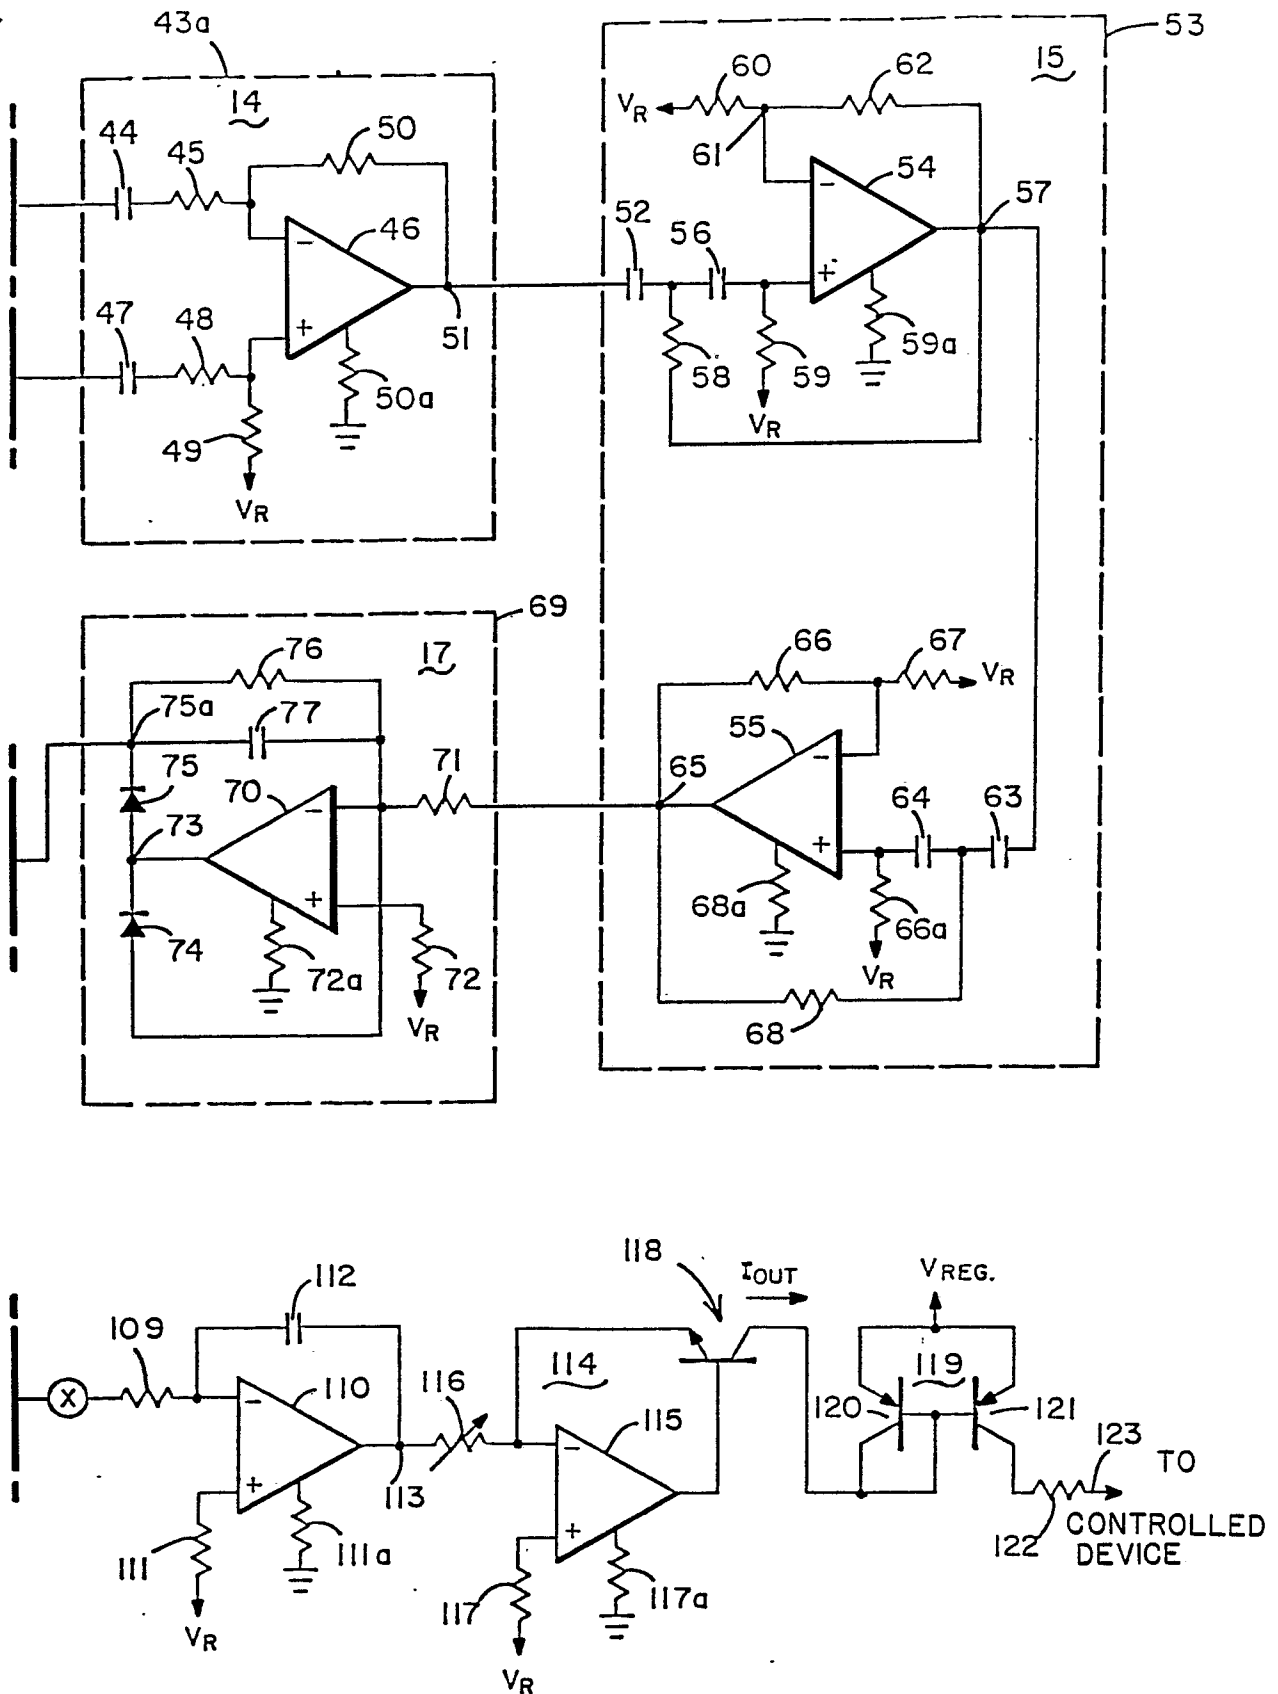 43a
53
14
15
60
62
VR
44
45
50
61
54
57
46
52
56
−
−
+
47
48
+
51
59a
50a
58
59
49
VR
VR
69
76
17
66
67
VR
75a
77
55
75
70
71
65
−
64
63
−
73
+
68a
66a
+
74
72a
72
VR
VR
68
118
IOUT
VREG.
112
109
114
119
X
−
110
116
120
121
115
−
123
TO
+
113
+
122
CONTROLLED
DEVICE
111
111a
117
117a
VR
VR